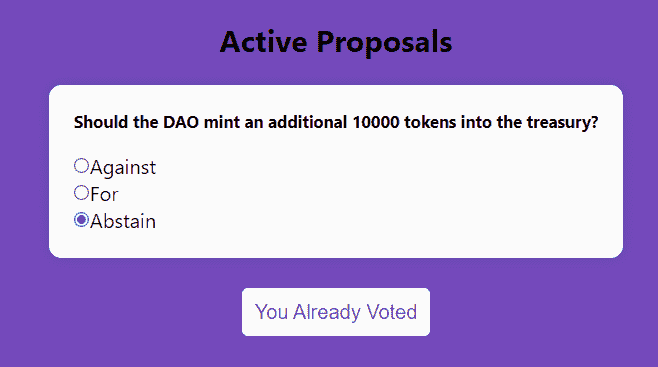 Active Proposals
Should the DAO mint an additional 10000 tokens into the treasury?
Against
For
Abstain
You Already Voted